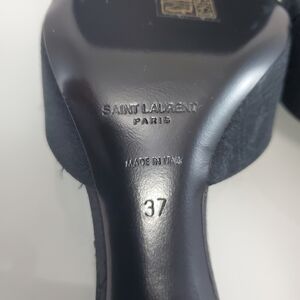 SAINT LAURENT
PARIS
MADE IN ITALY
37